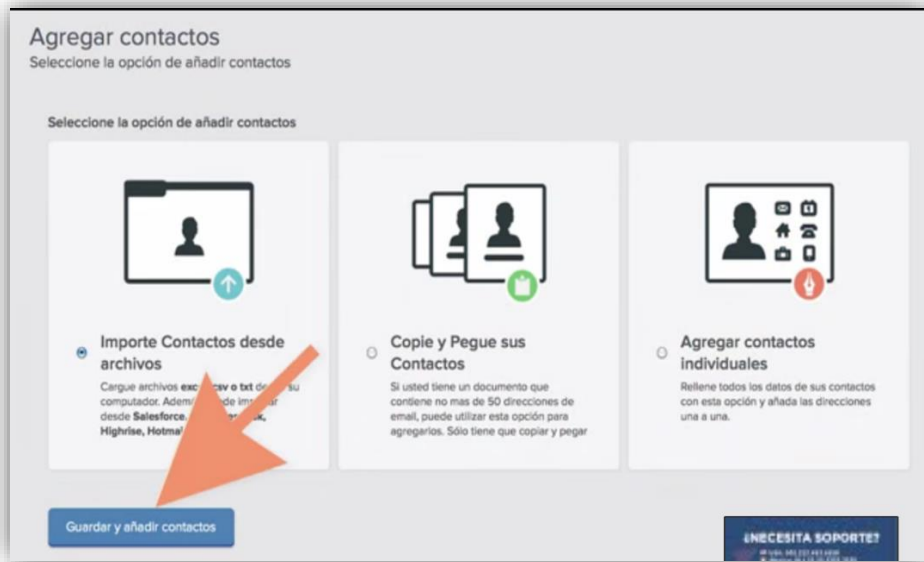 Agregar contactos
Seleccione la opción de añadir contactos
Seleccione la opción de añadir contactos
Importe Contactos desde
archivos
Cargue archivos csv o txt su
computador.
desde Salesforce.
Highrise,
Copie y Pegue sus
Contactos
Si usted tiene un documento que
contiene no mas de 50 direcciones de
email, puede utilizar esta opción para
agregarlos. Sólo tiene que copiar y pegar
Agregar contactos
individuales
Rellene todos los datos de sus contactos
con esta opción y añada las direcciones
una a una.
Guardar y añadir contactos
¿NECESITA SOPORTE?